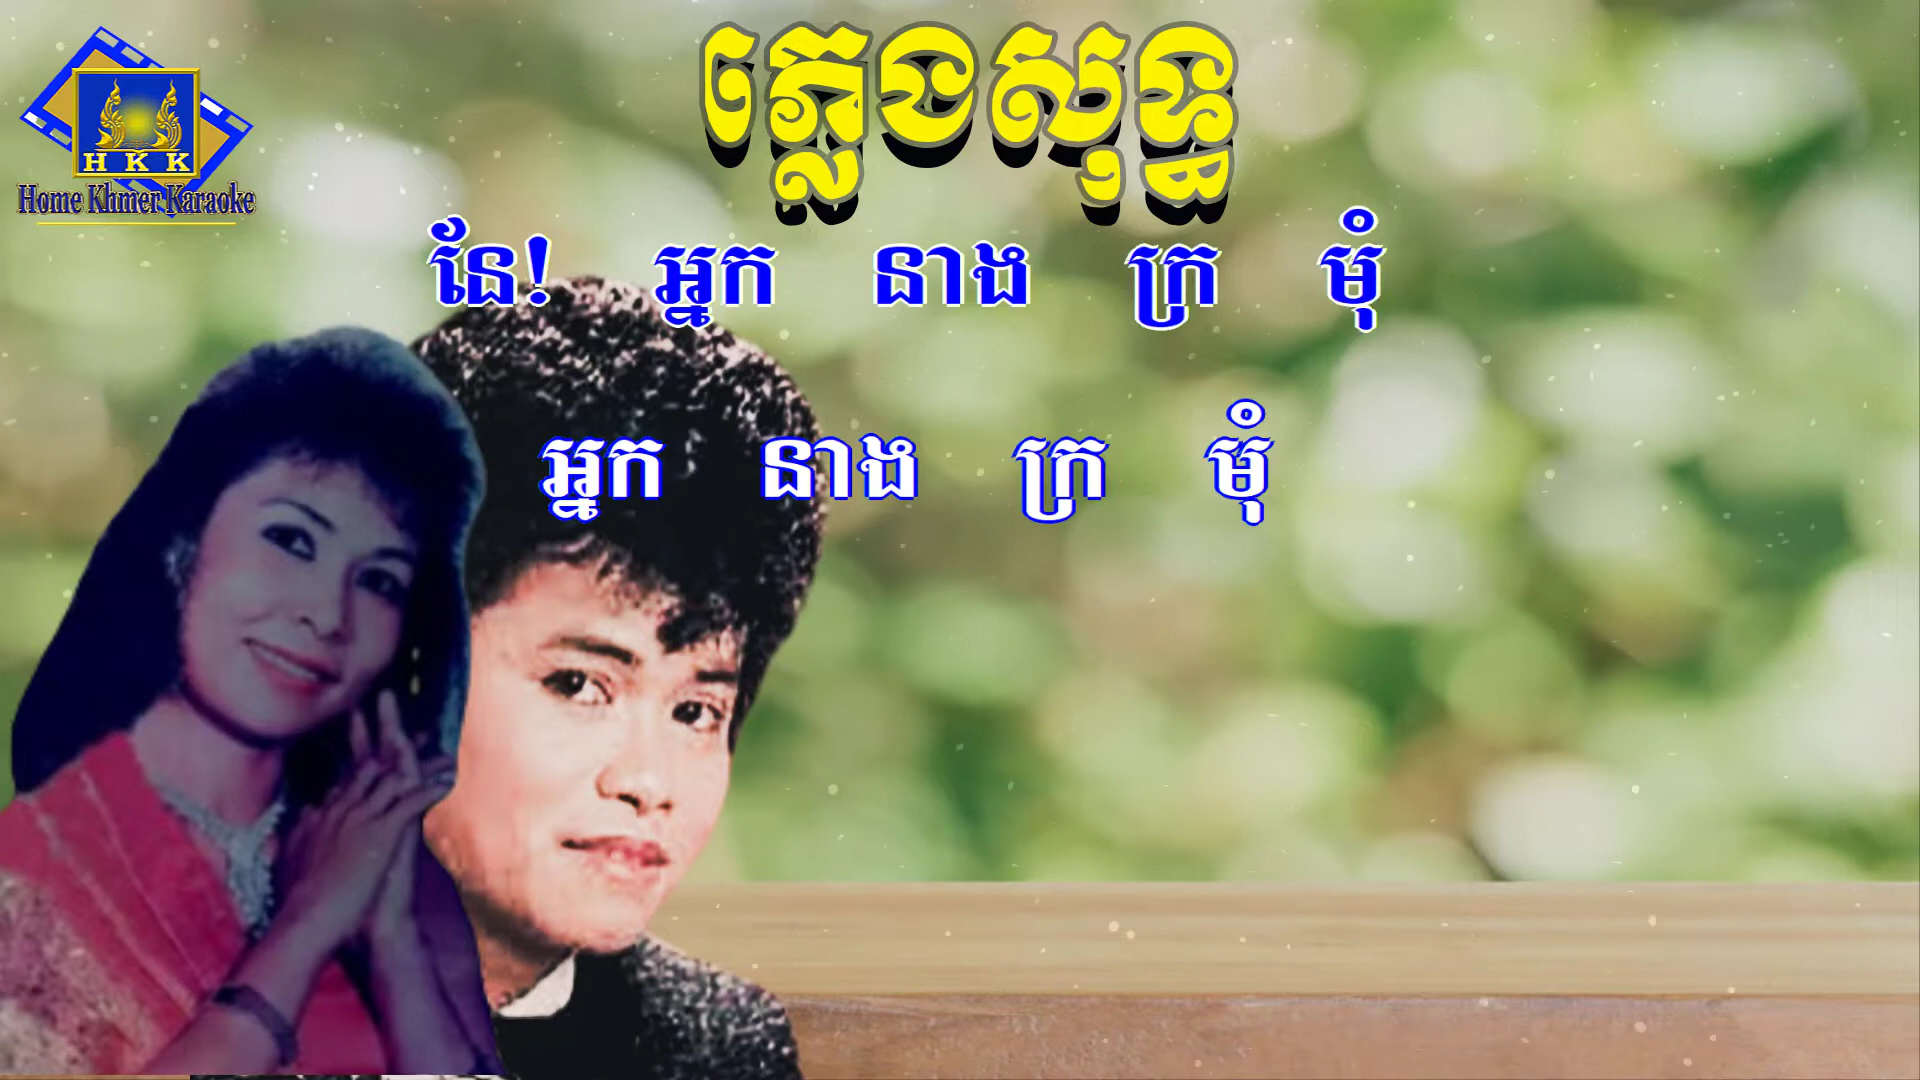 ភ្លេងសុទ្ធ
HKK
Home Khmer Karaoke
នែ! អ្នក នាង ក្រ មុំ
អ្នក នាង ក្រ មុំ